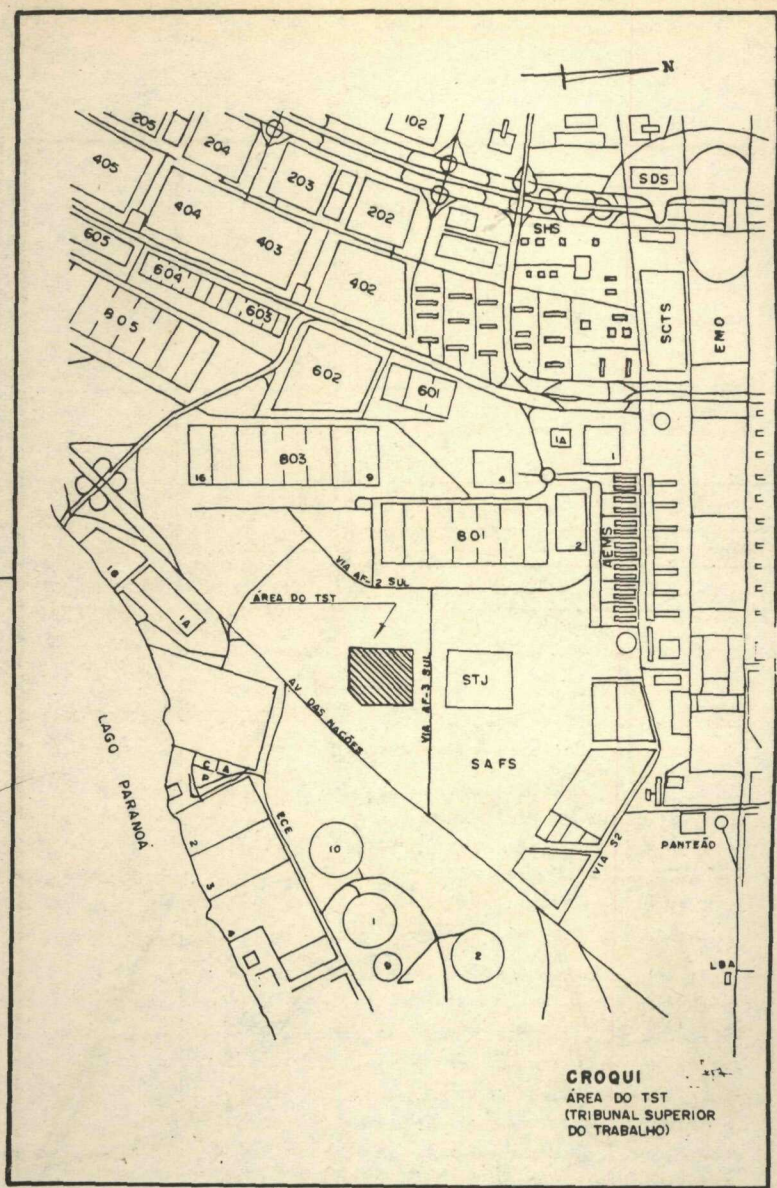 N
205
204
102
405
203
202
SDS
404
403
SHS
605
604
603
402
SCTS
EMO
805
602
601
1A
1
16
803
9
4
801
2
AEMS
VIA AF-2 SUL
ÁREA DO TST
STJ
VIA AF-3 SUL
AV. DAS NAÇÕES
SAFS
LAGO PARANOÁ
1A
C
A
P
ECE
VIA S2
PANTEÃO
2
3
4
10
1
9
2
LBA
CROQUI
ÁREA DO TST
(TRIBUNAL SUPERIOR
DO TRABALHO)